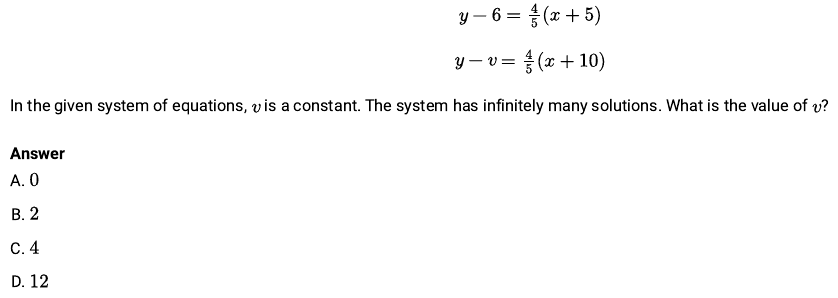 y − 6 = 4/5 (x + 5)
y − v = 4/5 (x + 10)
In the given system of equations, v is a constant. The system has infinitely many solutions. What is the value of v?
Answer
A. 0
B. 2
C. 4
D. 12